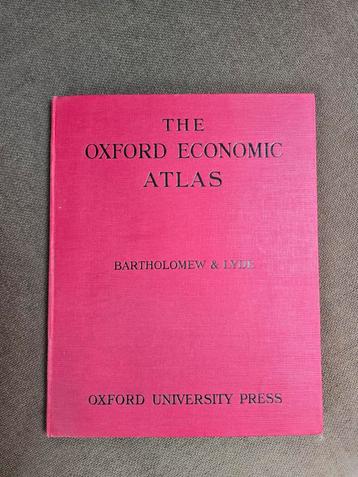 THE
OXFORD ECONOMIC
ATLAS
BARTHOLOMEW & LYDE
OXFORD UNIVERSITY PRESS